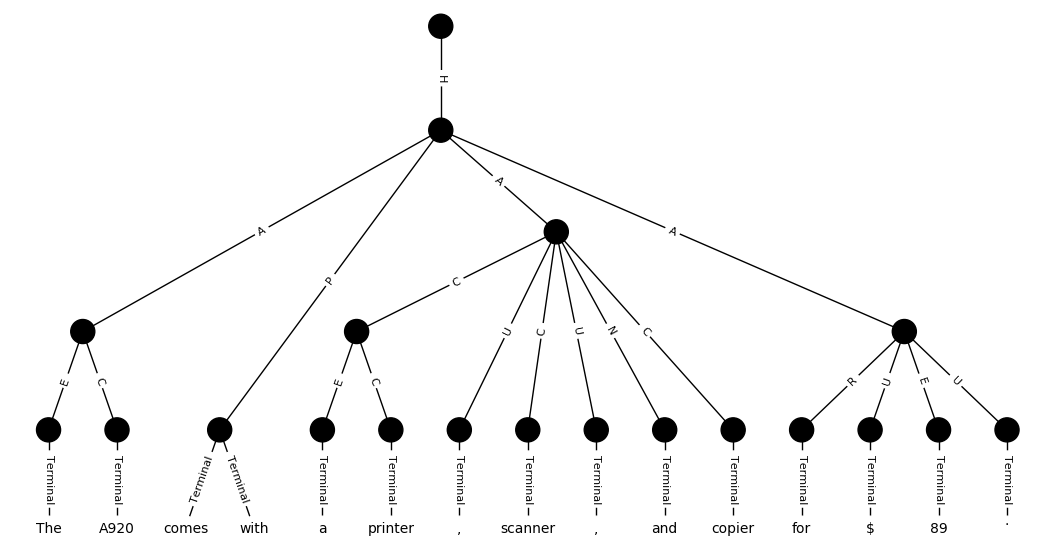 H
A
A
A
P
C
U
C
U
N
C
E
C
E
C
R
U
E
U
Terminal Terminal Terminal Terminal Terminal Terminal Terminal Terminal Terminal Terminal Terminal Terminal Terminal Terminal Terminal
The A920 comes with a printer , scanner , and copier for $ 89 .